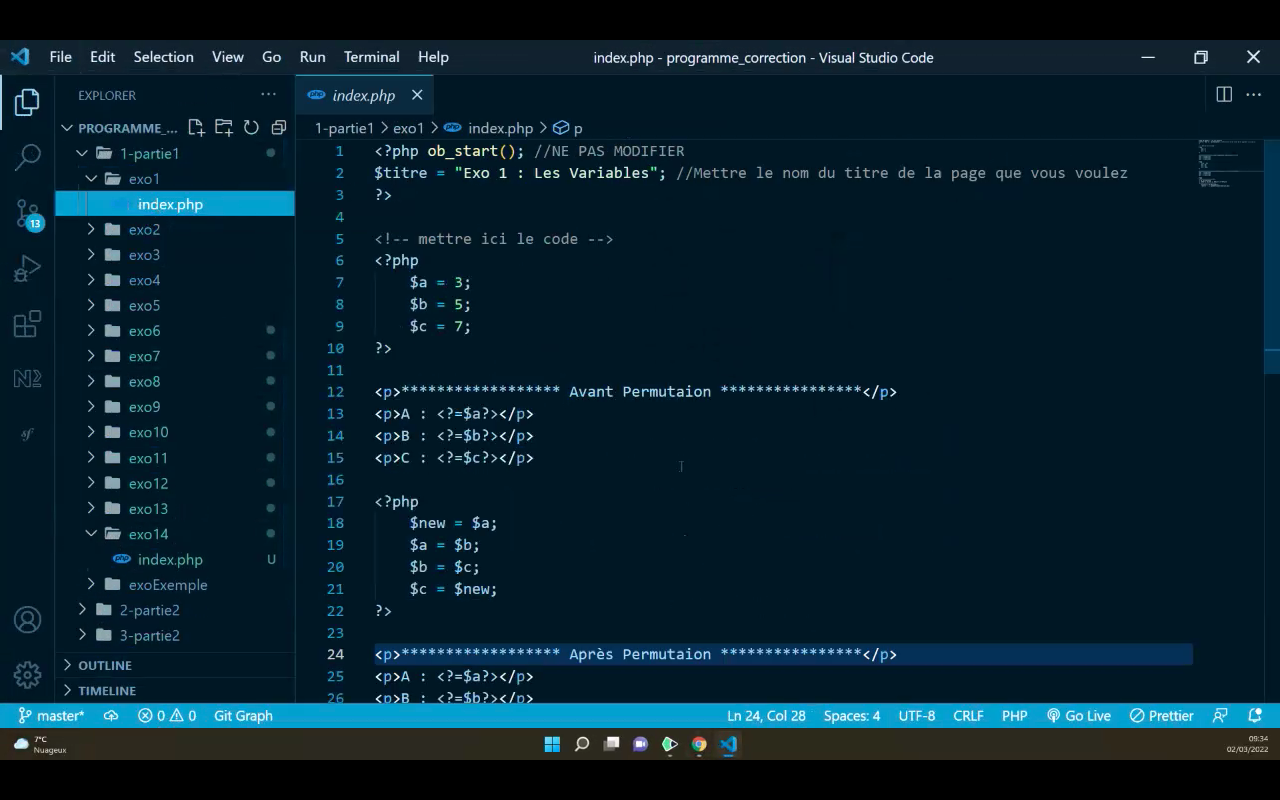 File Edit Selection View Go Run Terminal Help
index.php - programme_correction - Visual Studio Code
EXPLORER
PROGRAMME_...
1-partie1
exo1
index.php
exo2
exo3
exo4
exo5
exo6
exo7
exo8
exo9
exo10
exo11
exo12
exo13
exo14
index.php U
exoExemple
2-partie2
3-partie2
OUTLINE
TIMELINE
13
index.php
1-partie1 > exo1 > index.php > p
1 <?php ob_start(); //NE PAS MODIFIER
2 $titre = "Exo 1 : Les Variables"; //Mettre le nom du titre de la page que vous voulez
3 ?>
4
5 <!-- mettre ici le code -->
6 <?php
7 $a = 3;
8 $b = 5;
9 $c = 7;
10 ?>
11
12 <p>****************** Avant Permutaion ****************</p>
13 <p>A : <?=$a?></p>
14 <p>B : <?=$b?></p>
15 <p>C : <?=$c?></p>
16
17 <?php
18 $new = $a;
19 $a = $b;
20 $b = $c;
21 $c = $new;
22 ?>
23
24 <p>****************** Après Permutaion ****************</p>
25 <p>A : <?=$a?></p>
26 <p>B : <?=$b?></p>
master* 0 0 Git Graph
Ln 24, Col 28 Spaces: 4 UTF-8 CRLF PHP Go Live Prettier
7°C
Nuageux
09:34
02/03/2022